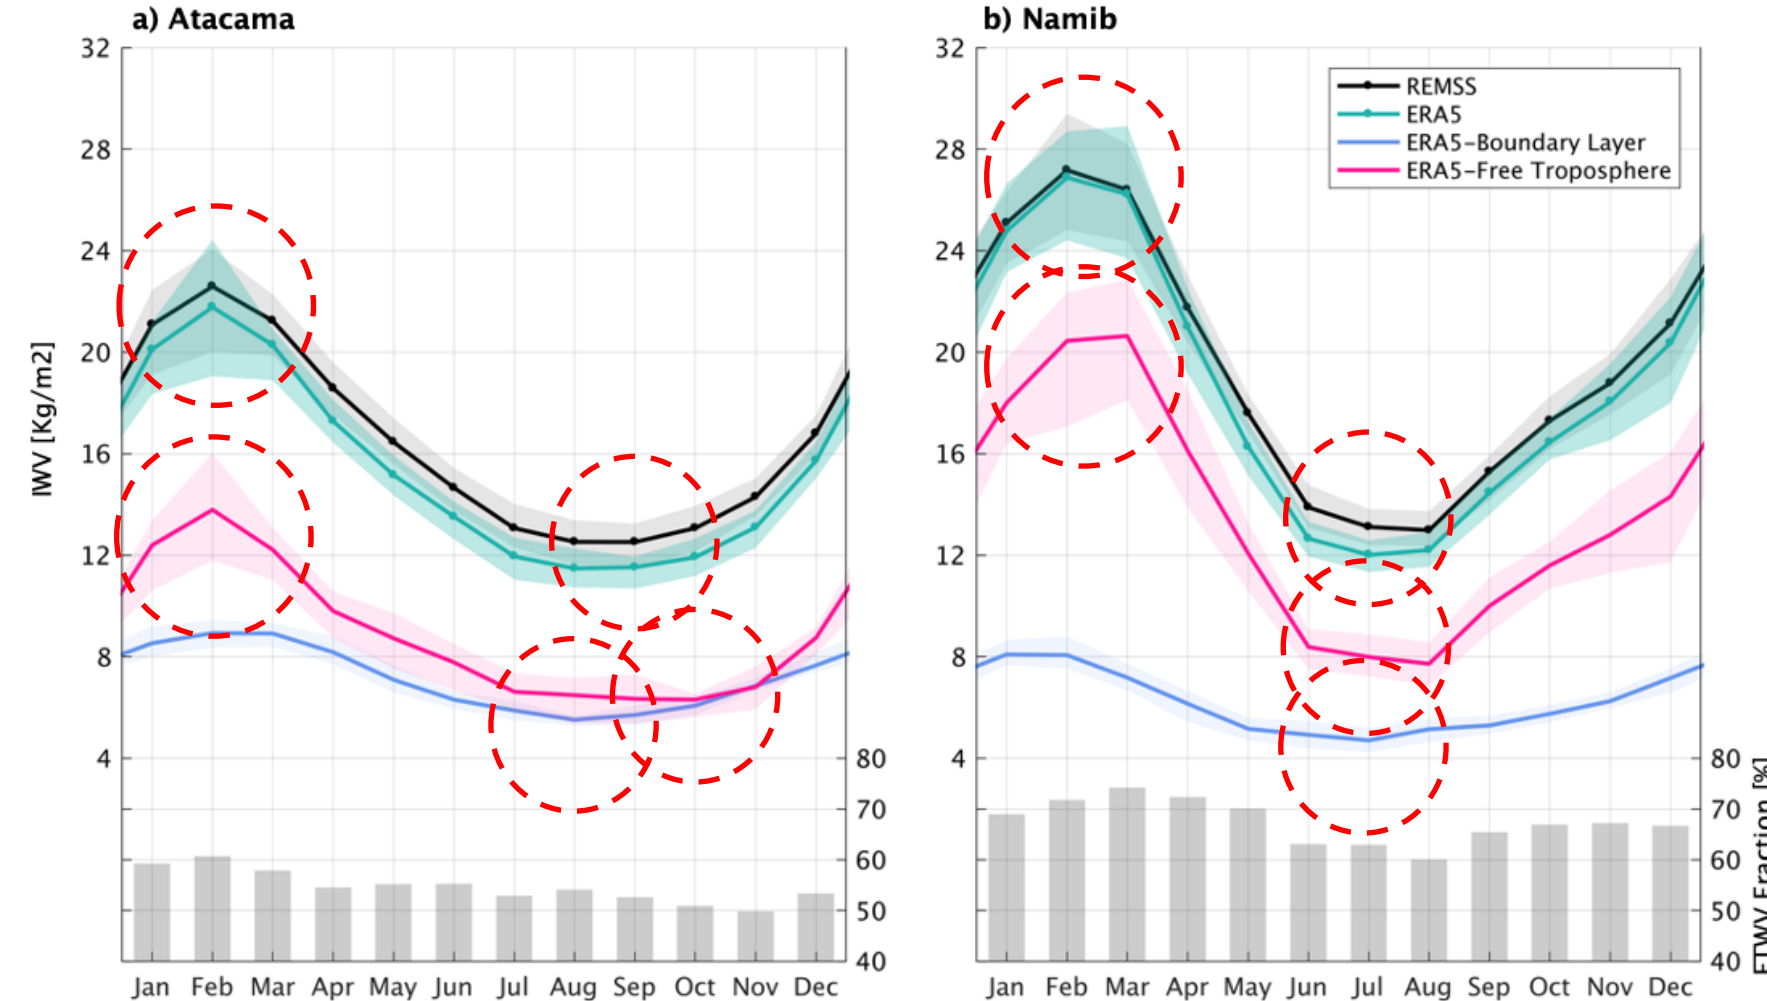 a) Atacama
b) Namib
32
28
24
20
16
12
8
4
IWV [Kg/m2]
80
70
60
50
40
Jan Feb Mar Apr May Jun Jul Aug Sep Oct Nov Dec
32
28
24
20
16
12
8
4
REMSS
ERA5
ERA5-Boundary Layer
ERA5-Free Troposphere
80
70
60
50
40
FTWV Fraction [%]
Jan Feb Mar Apr May Jun Jul Aug Sep Oct Nov Dec